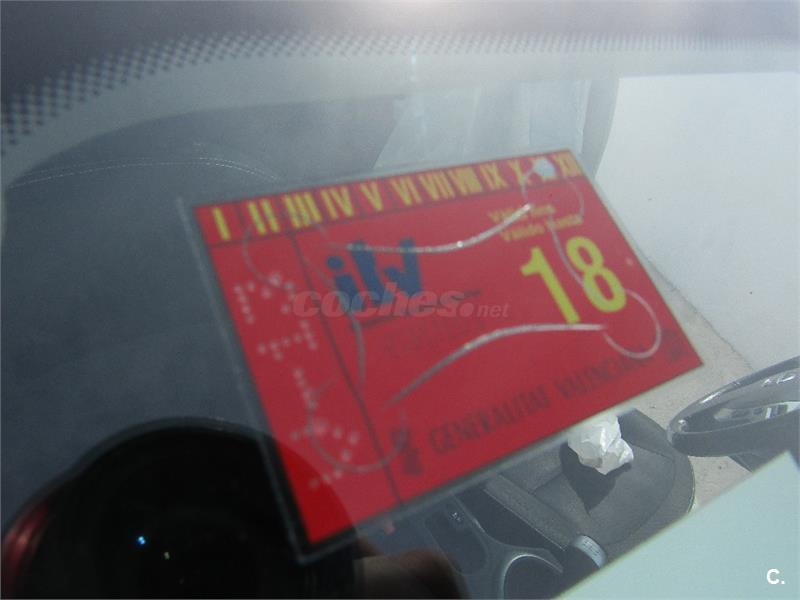 I II III IV V VI VII VIII IX X XI XII
Vàlid fins
Válido hasta
itv
18
coches.net
GENERALITAT VALENCIANA
C.